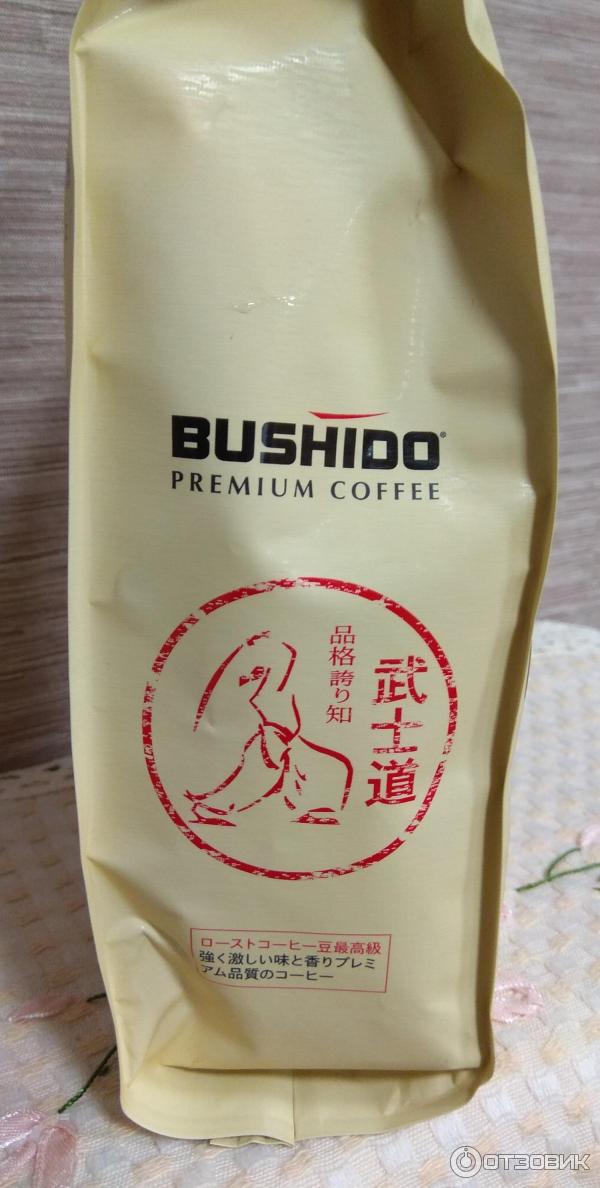 BUSHIDO®
PREMIUM COFFEE
武士道
品格誇り知
ローストコーヒー豆最高級
強く激しい味と香りプレミ
アム品質のコーヒー
ОТЗОВИК